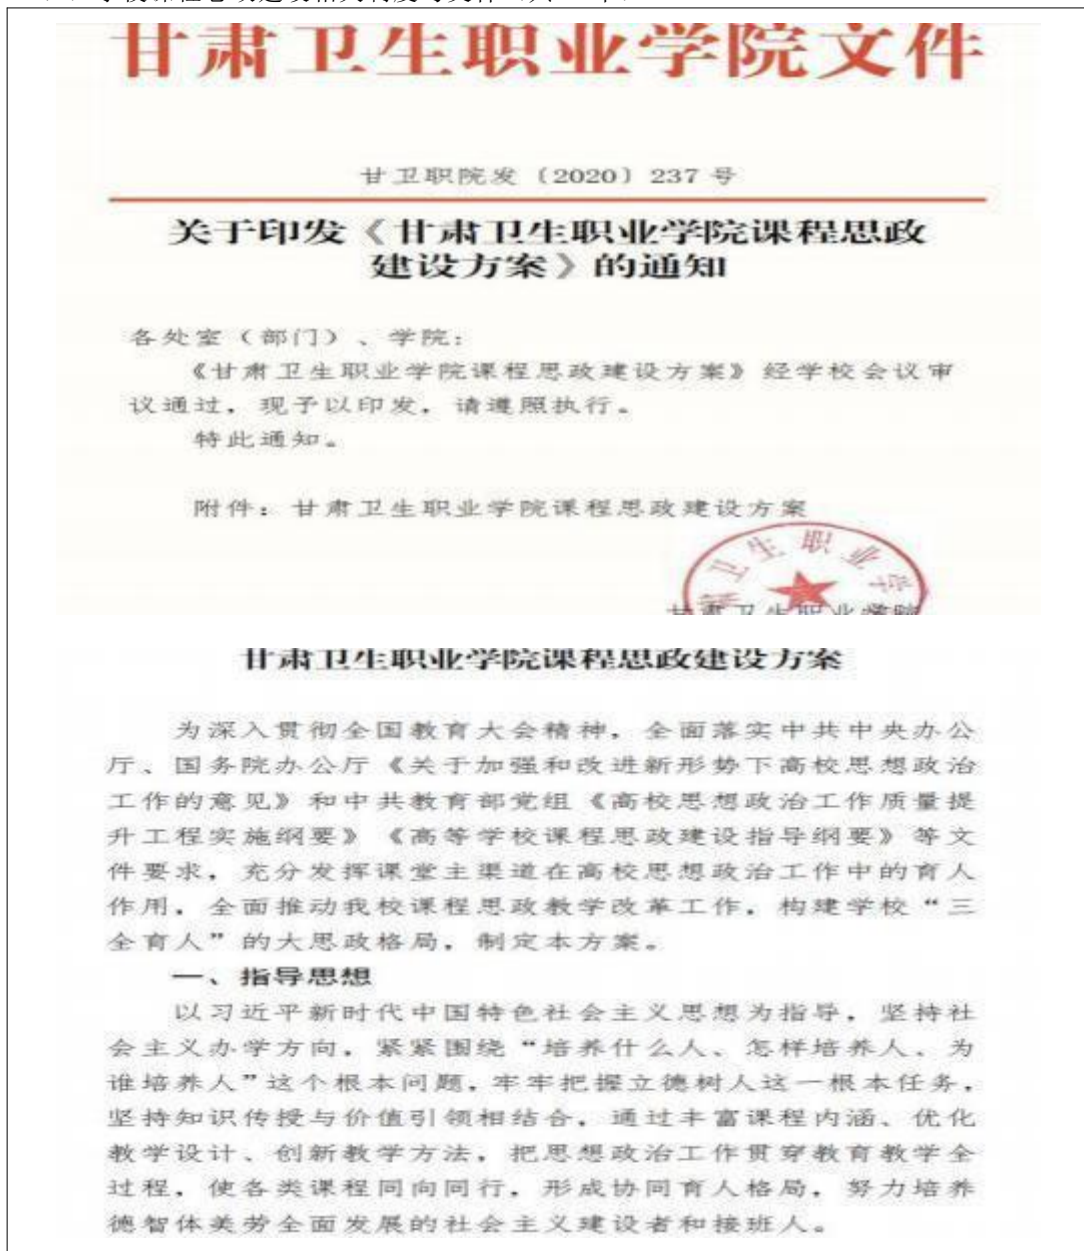 甘肃卫生职业学院文件
甘卫职院发〔2020〕237 号
关于印发《甘肃卫生职业学院课程思政
建设方案》的通知
各处室（部门）、学院：
《甘肃卫生职业学院课程思政建设方案》经学校会议审
议通过，现予以印发，请遵照执行。
特此通知。
附件：甘肃卫生职业学院课程思政建设方案
肃卫生职业学
甘肃卫生职业学院
甘肃卫生职业学院课程思政建设方案
为深入贯彻全国教育大会精神，全面落实中共中央办公
厅、国务院办公厅《关于加强和改进新形势下高校思想政治
工作的意见》和中共教育部党组《高校思想政治工作质量提
升工程实施纲要》《高等学校课程思政建设指导纲要》等文
件要求，充分发挥课堂主渠道在高校思想政治工作中的育人
作用，全面推动我校课程思政教学改革工作，构建学校“三
全育人”的大思政格局，制定本方案。
一、指导思想
以习近平新时代中国特色社会主义思想为指导，坚持社
会主义办学方向，紧紧围绕“培养什么人、怎样培养人、为
谁培养人”这个根本问题，牢牢把握立德树人这一根本任务，
坚持知识传授与价值引领相结合，通过丰富课程内涵、优化
教学设计、创新教学方法，把思想政治工作贯穿教育教学全
过程，使各类课程同向同行，形成协同育人格局，努力培养
德智体美劳全面发展的社会主义建设者和接班人。